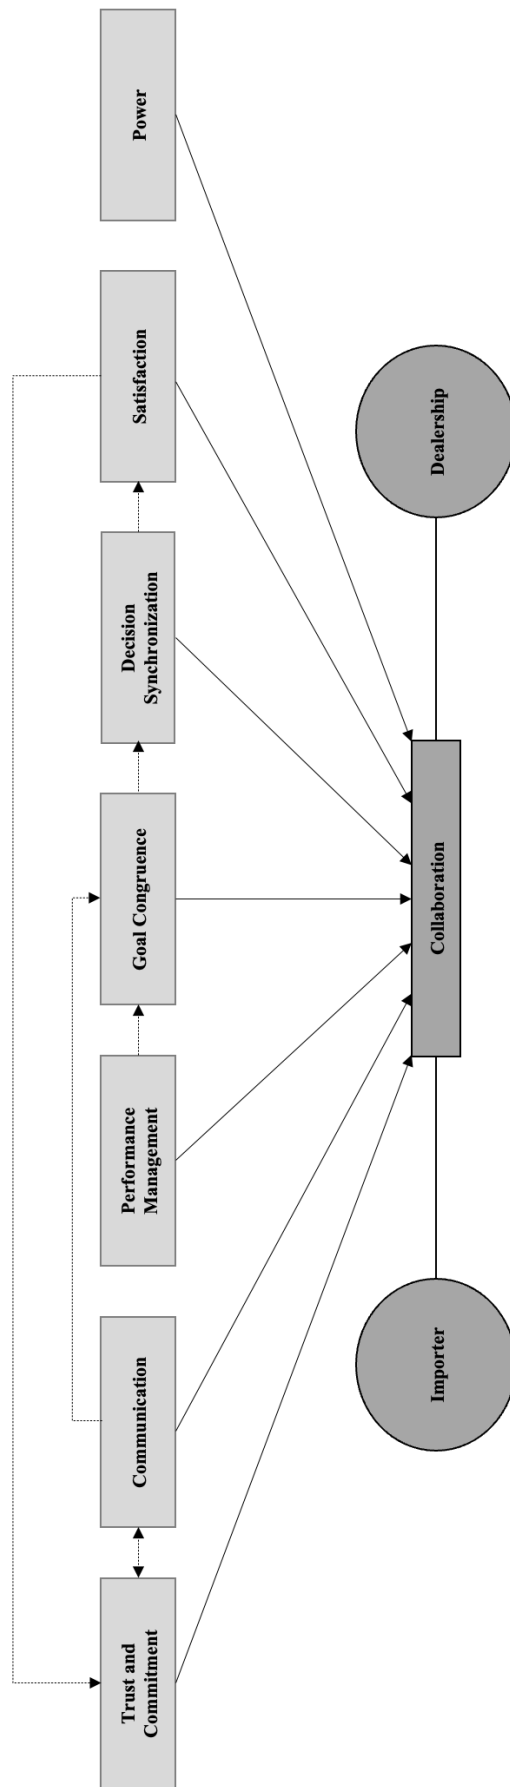 Trust and
Commitment
Communication
Performance
Management
Goal Congruence
Decision
Synchronization
Satisfaction
Power
Importer
Collaboration
Dealership